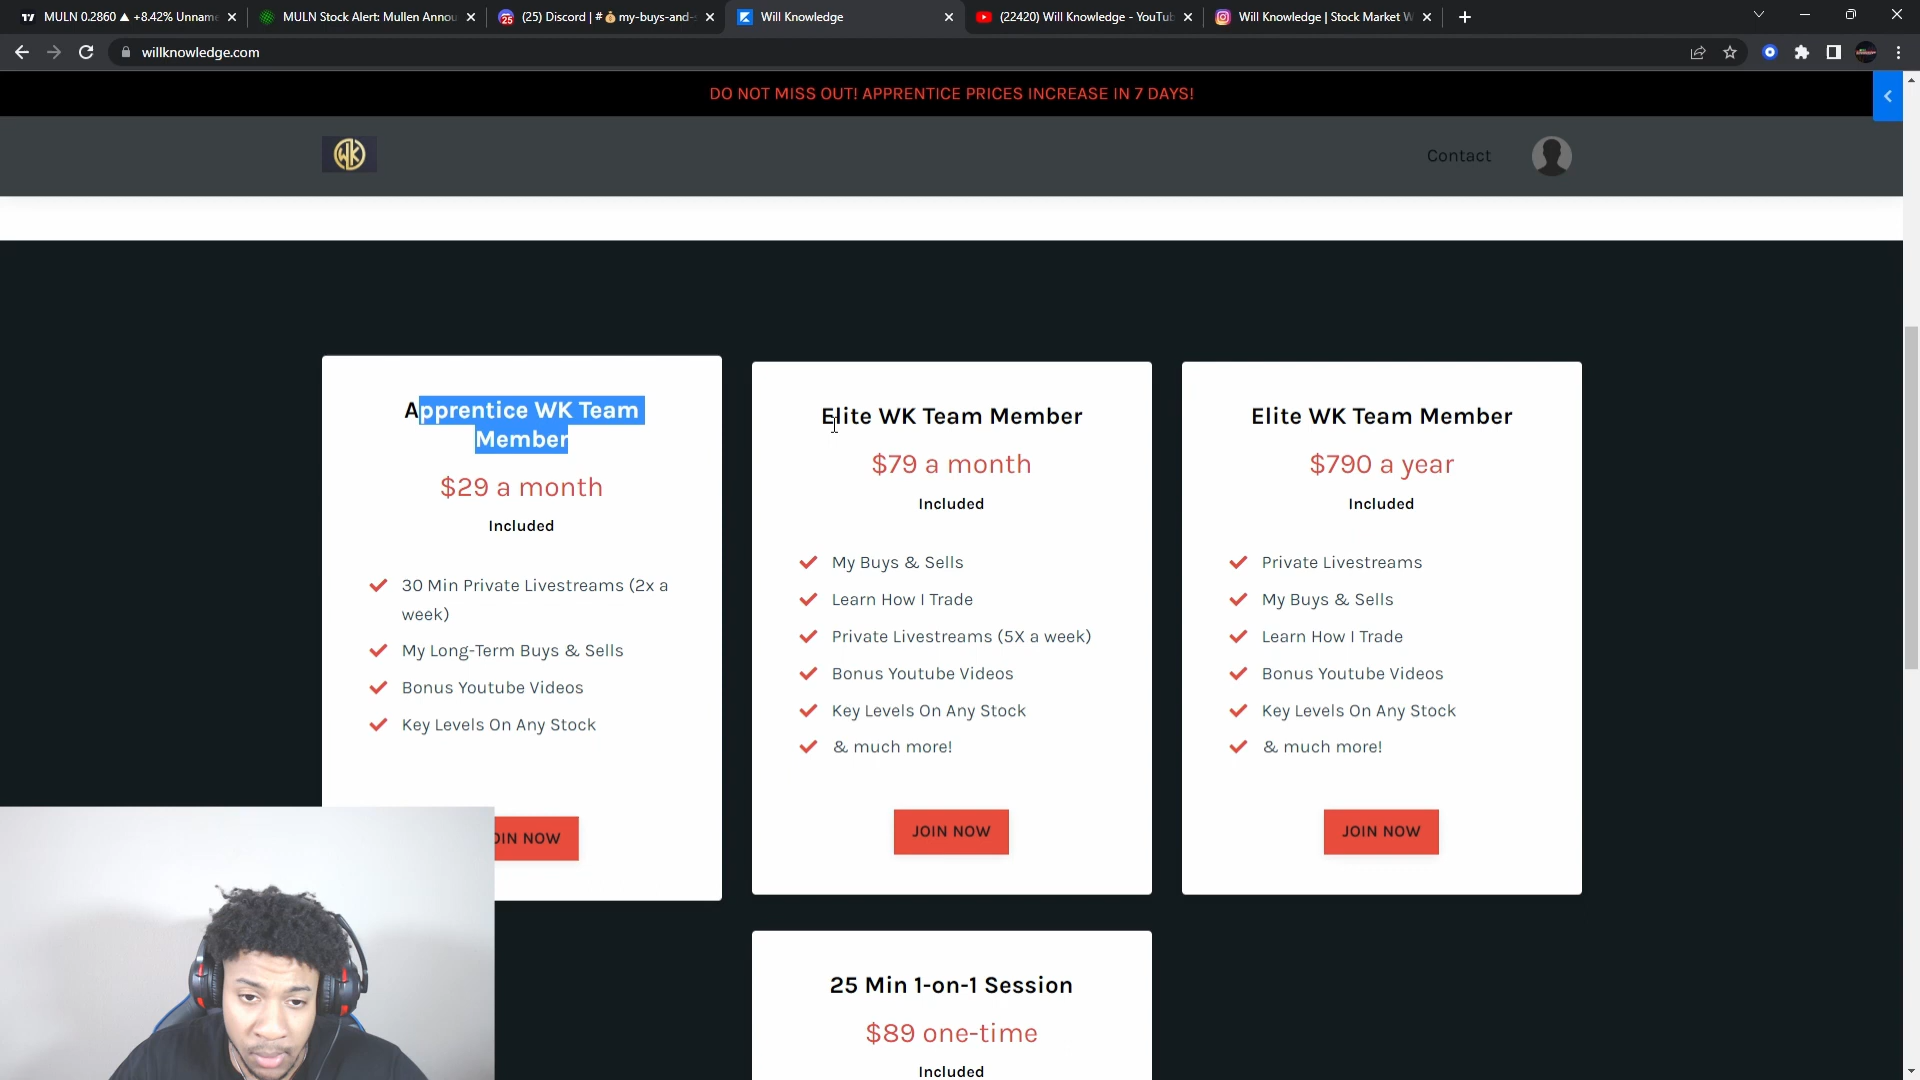 MULN 0.2860 ▲ +8.42% Unname
MULN Stock Alert: Mullen Annou
(25) Discord | # 💰 my-buys-and-s
Will Knowledge
(22420) Will Knowledge - YouTub
Will Knowledge | Stock Market W
willknowledge.com
DO NOT MISS OUT! APPRENTICE PRICES INCREASE IN 7 DAYS!
WK
Contact
Apprentice WK Team
Member
$29 a month
Included
30 Min Private Livestreams (2x a
week)
My Long-Term Buys & Sells
Bonus Youtube Videos
Key Levels On Any Stock
OIN NOW
Elite WK Team Member
$79 a month
Included
My Buys & Sells
Learn How I Trade
Private Livestreams (5X a week)
Bonus Youtube Videos
Key Levels On Any Stock
& much more!
JOIN NOW
Elite WK Team Member
$790 a year
Included
Private Livestreams
My Buys & Sells
Learn How I Trade
Bonus Youtube Videos
Key Levels On Any Stock
& much more!
JOIN NOW
25 Min 1-on-1 Session
$89 one-time
Included